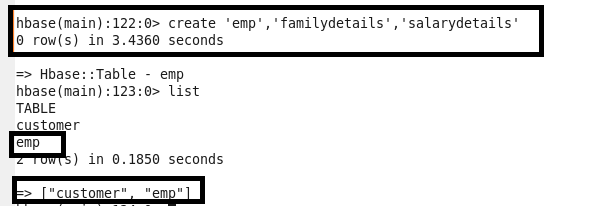 hbase(main):122:0> create 'emp','familydetails','salarydetails'
0 row(s) in 3.4360 seconds
=> Hbase::Table - emp
hbase(main):123:0> list
TABLE
customer
emp
2 row(s) in 0.1850 seconds
=> ["customer", "emp"]